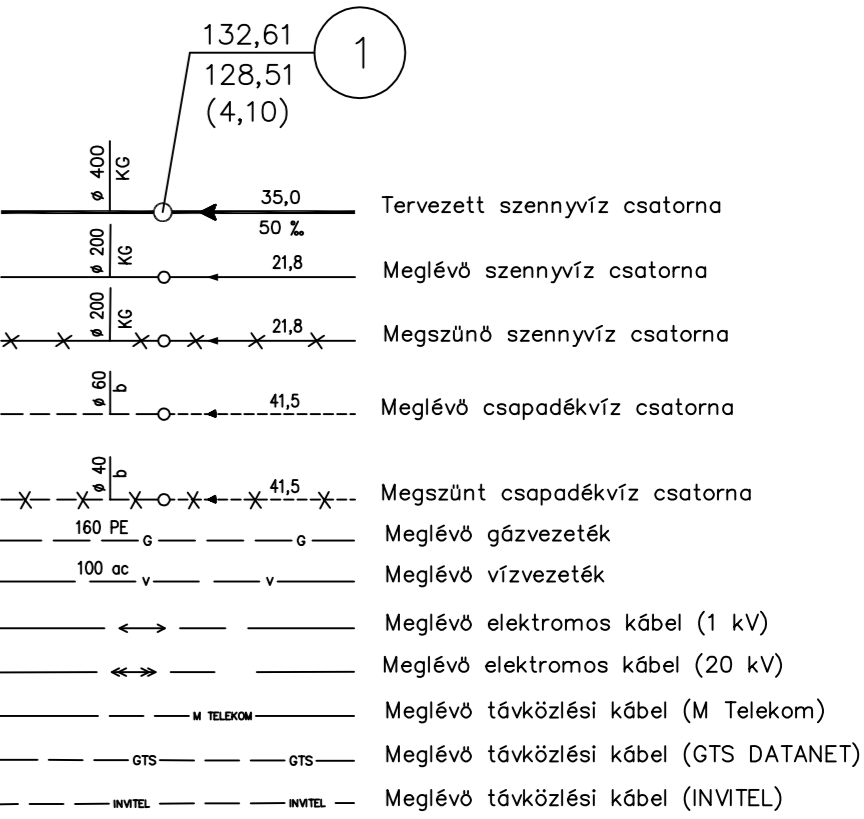 132,61
1
128,51
(4,10)
ø 400
KG
35,0
50 ‰
Tervezett szennyvíz csatorna
ø 200
KG
21,8
Meglévö szennyvíz csatorna
ø 200
KG
21,8
Megszünö szennyvíz csatorna
ø 60
b
41,5
Meglévö csapadékvíz csatorna
ø 40
b
41,5
Megszünt csapadékvíz csatorna
160 PE
G G
Meglévö gázvezeték
100 ac
V V
Meglévö vízvezeték
Meglévö elektromos kábel (1 kV)
Meglévö elektromos kábel (20 kV)
M TELEKOM
Meglévö távközlési kábel (M Telekom)
GTS GTS
Meglévö távközlési kábel (GTS DATANET)
INVITEL INVITEL
Meglévö távközlési kábel (INVITEL)